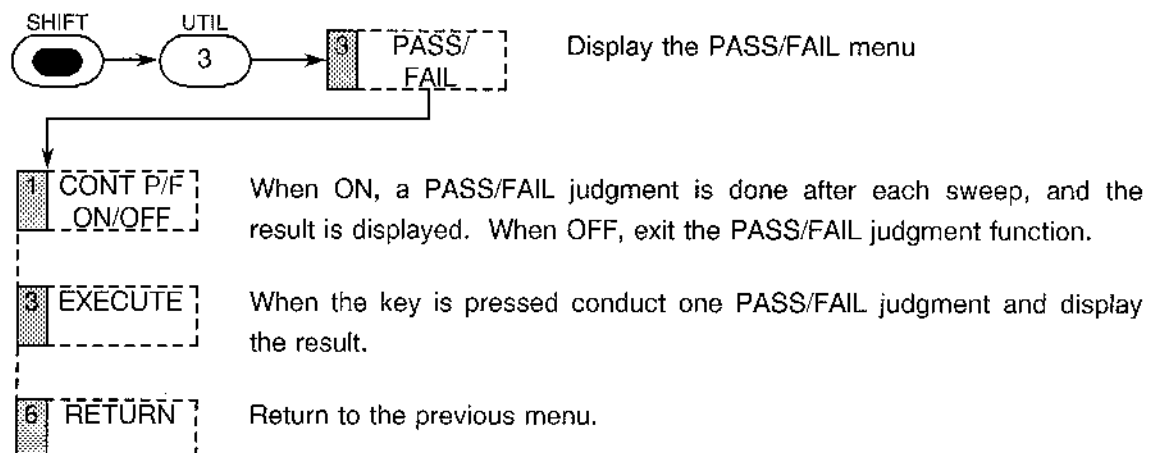 SHIFT UTIL
3 3 PASS/ Display the PASS/FAIL menu
FAIL
1 CONT P/F When ON, a PASS/FAIL judgment is done after each sweep, and the
ON/OFF result is displayed. When OFF, exit the PASS/FAIL judgment function.
3 EXECUTE When the key is pressed conduct one PASS/FAIL judgment and display
the result.
6 RETURN Return to the previous menu.